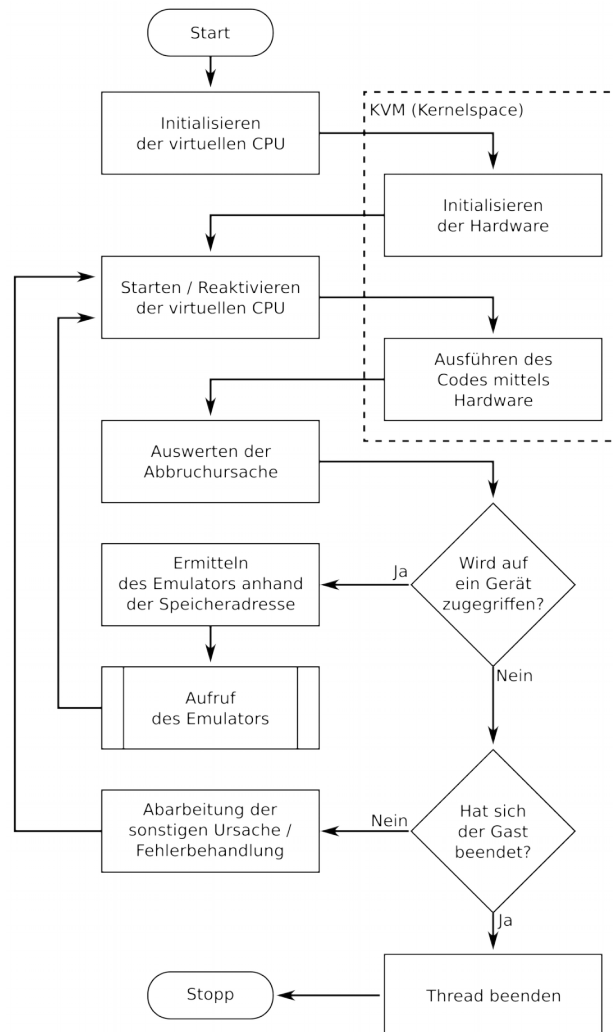 Start
Initialisieren
der virtuellen CPU
KVM (Kernelspace)
Initialisieren
der Hardware
Starten / Reaktivieren
der virtuellen CPU
Ausführen des
Codes mittels
Hardware
Auswerten der
Abbruchursache
Wird auf
ein Gerät
zugegriffen?
Ja
Ermitteln
des Emulators anhand
der Speicheradresse
Nein
Aufruf
des Emulators
Hat sich
der Gast
beendet?
Nein
Abarbeitung der
sonstigen Ursache /
Fehlerbehandlung
Ja
Thread beenden
Stopp